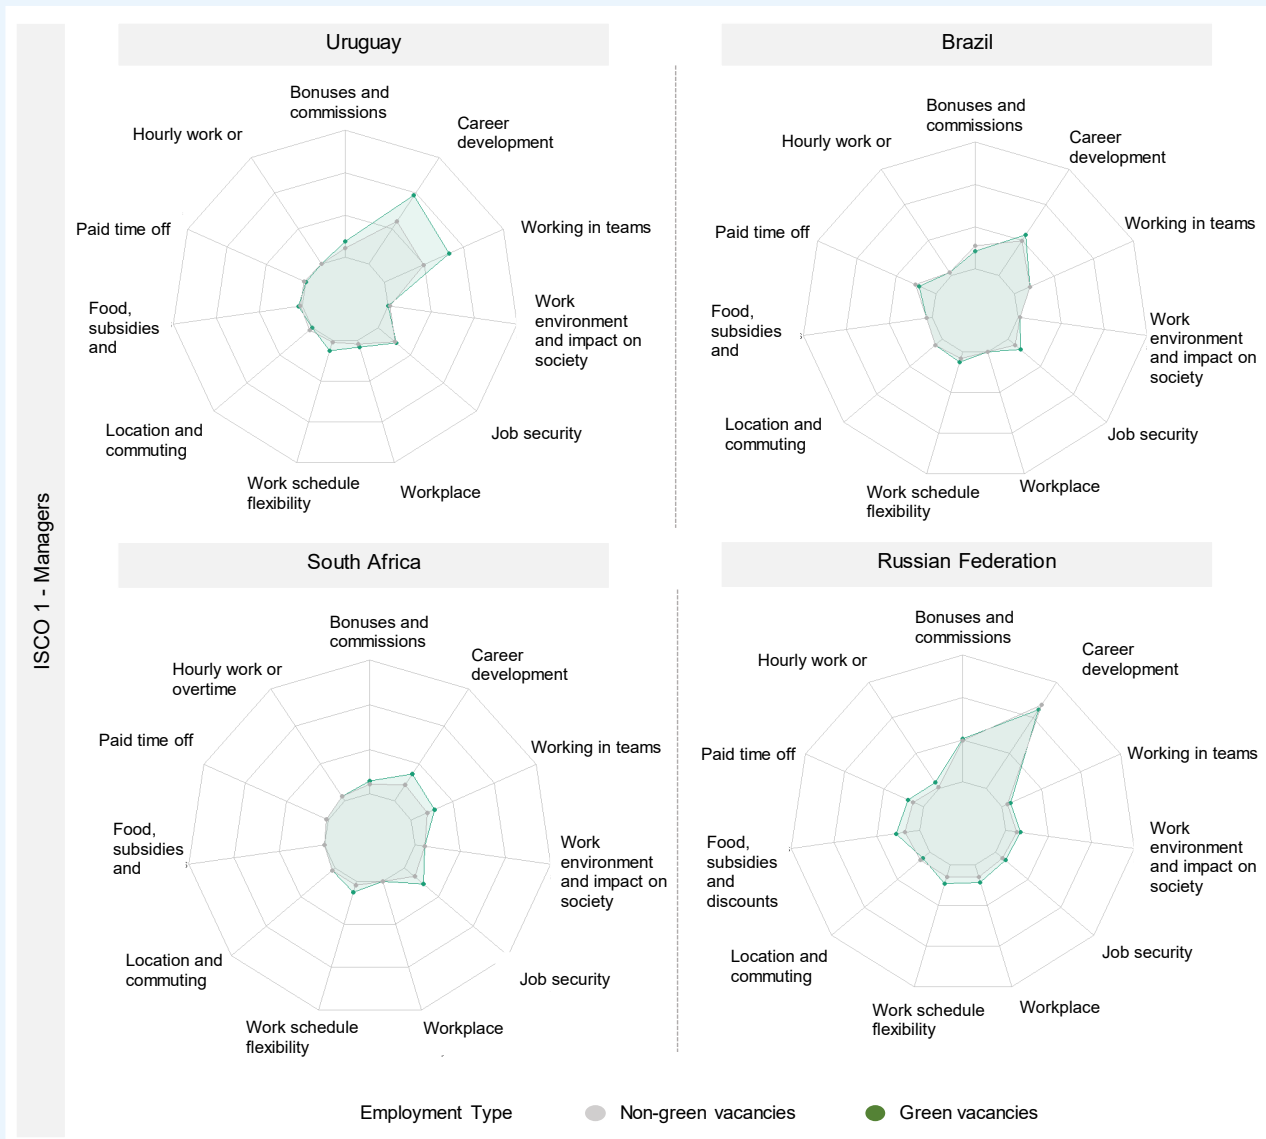 ISCO 1 - Managers
Uruguay
Bonuses and
commissions
Career
development
Hourly work or
Working in teams
Paid time off
Work
environment
and impact on
society
Food,
subsidies
and
Job security
Location and
commuting
Work schedule
flexibility
Workplace
Brazil
Bonuses and
commissions
Career
development
Hourly work or
Working in teams
Paid time off
Work
environment
and impact on
society
Food,
subsidies
and
Job security
Location and
commuting
Work schedule
flexibility
Workplace
South Africa
Bonuses and
commissions
Career
development
Hourly work or
overtime
Working in teams
Paid time off
Work
environment
and impact on
society
Food,
subsidies
and
Job security
Location and
commuting
Work schedule
flexibility
Workplace
Russian Federation
Bonuses and
commissions
Career
development
Hourly work or
Working in teams
Paid time off
Work
environment
and impact on
society
Food,
subsidies
and
discounts
Job security
Location and
commuting
Work schedule
flexibility
Workplace
Employment Type
Non-green vacancies
Green vacancies